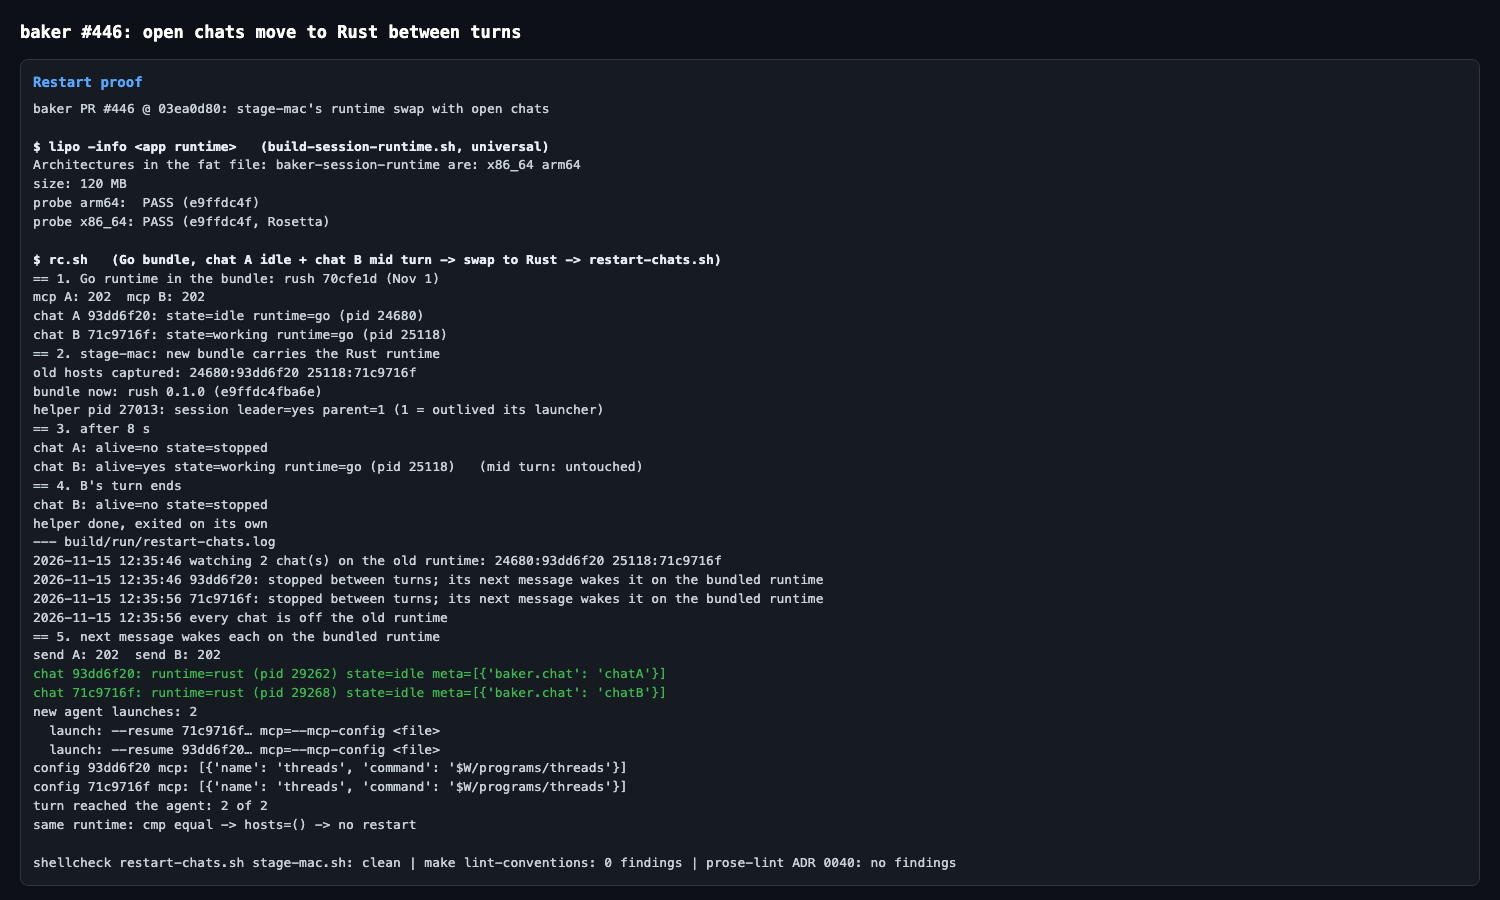 baker #446: open chats move to Rust between turns
Restart proof
baker PR #446 @ 03ea0d80: stage-mac's runtime swap with open chats
$ lipo -info <app runtime>   (build-session-runtime.sh, universal)
Architectures in the fat file: baker-session-runtime are: x86_64 arm64
size: 120 MB
probe arm64:  PASS (e9ffdc4f)
probe x86_64: PASS (e9ffdc4f, Rosetta)
$ rc.sh   (Go bundle, chat A idle + chat B mid turn -> swap to Rust -> restart-chats.sh)
== 1. Go runtime in the bundle: rush 70cfe1d (Nov 1)
mcp A: 202  mcp B: 202
chat A 93dd6f20: state=idle runtime=go (pid 24680)
chat B 71c9716f: state=working runtime=go (pid 25118)
== 2. stage-mac: new bundle carries the Rust runtime
old hosts captured: 24680:93dd6f20 25118:71c9716f
bundle now: rush 0.1.0 (e9ffdc4fba6e)
helper pid 27013: session leader=yes parent=1 (1 = outlived its launcher)
== 3. after 8 s
chat A: alive=no state=stopped
chat B: alive=yes state=working runtime=go (pid 25118)   (mid turn: untouched)
== 4. B's turn ends
chat B: alive=no state=stopped
helper done, exited on its own
--- build/run/restart-chats.log
2026-11-15 12:35:46 watching 2 chat(s) on the old runtime: 24680:93dd6f20 25118:71c9716f
2026-11-15 12:35:46 93dd6f20: stopped between turns; its next message wakes it on the bundled runtime
2026-11-15 12:35:56 71c9716f: stopped between turns; its next message wakes it on the bundled runtime
2026-11-15 12:35:56 every chat is off the old runtime
== 5. next message wakes each on the bundled runtime
send A: 202  send B: 202
chat 93dd6f20: runtime=rust (pid 29262) state=idle meta=[{'baker.chat': 'chatA'}]
chat 71c9716f: runtime=rust (pid 29268) state=idle meta=[{'baker.chat': 'chatB'}]
new agent launches: 2
  launch: --resume 71c9716f… mcp=--mcp-config <file>
  launch: --resume 93dd6f20… mcp=--mcp-config <file>
config 93dd6f20 mcp: [{'name': 'threads', 'command': '$W/programs/threads'}]
config 71c9716f mcp: [{'name': 'threads', 'command': '$W/programs/threads'}]
turn reached the agent: 2 of 2
same runtime: cmp equal -> hosts=() -> no restart
shellcheck restart-chats.sh stage-mac.sh: clean | make lint-conventions: 0 findings | prose-lint ADR 0040: no findings